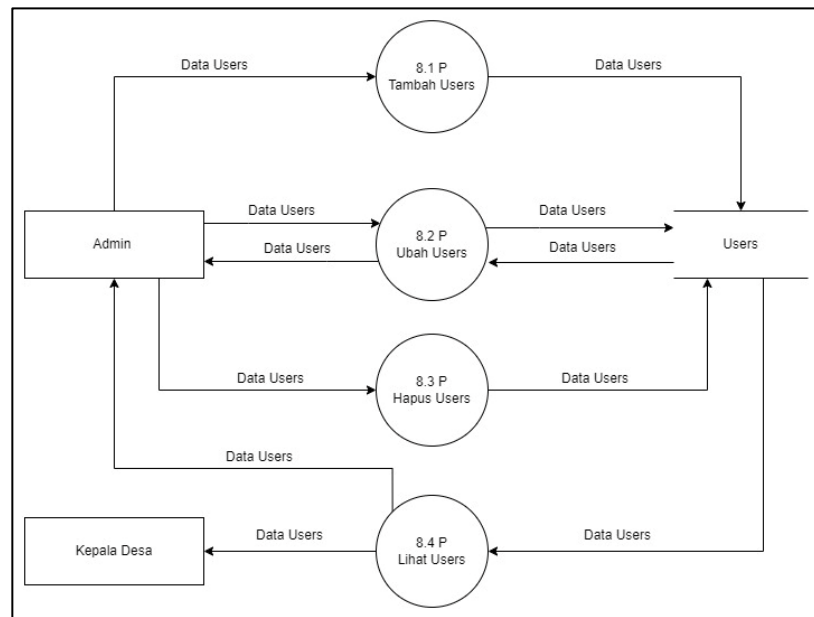 Data Users
8.1 P
Tambah Users
Data Users
Admin
Data Users
Data Users
8.2 P
Ubah Users
Data Users
Data Users
Users
Data Users
8.3 P
Hapus Users
Data Users
Data Users
Kepala Desa
Data Users
8.4 P
Lihat Users
Data Users